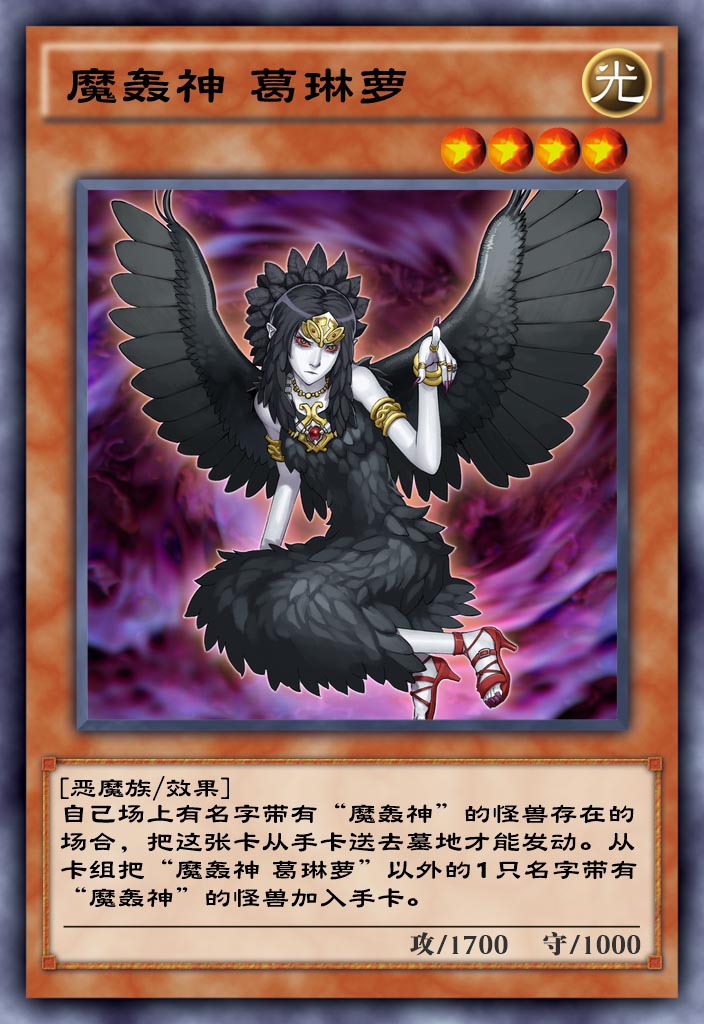 魔轰神 葛琳萝
光
[恶魔族/效果]
自己场上有名字带有“魔轰神”的怪兽存在的
场合，把这张卡从手卡送去墓地才能发动。从
卡组把“魔轰神 葛琳萝”以外的1只名字带有
“魔轰神”的怪兽加入手卡。
攻/1700 守/1000